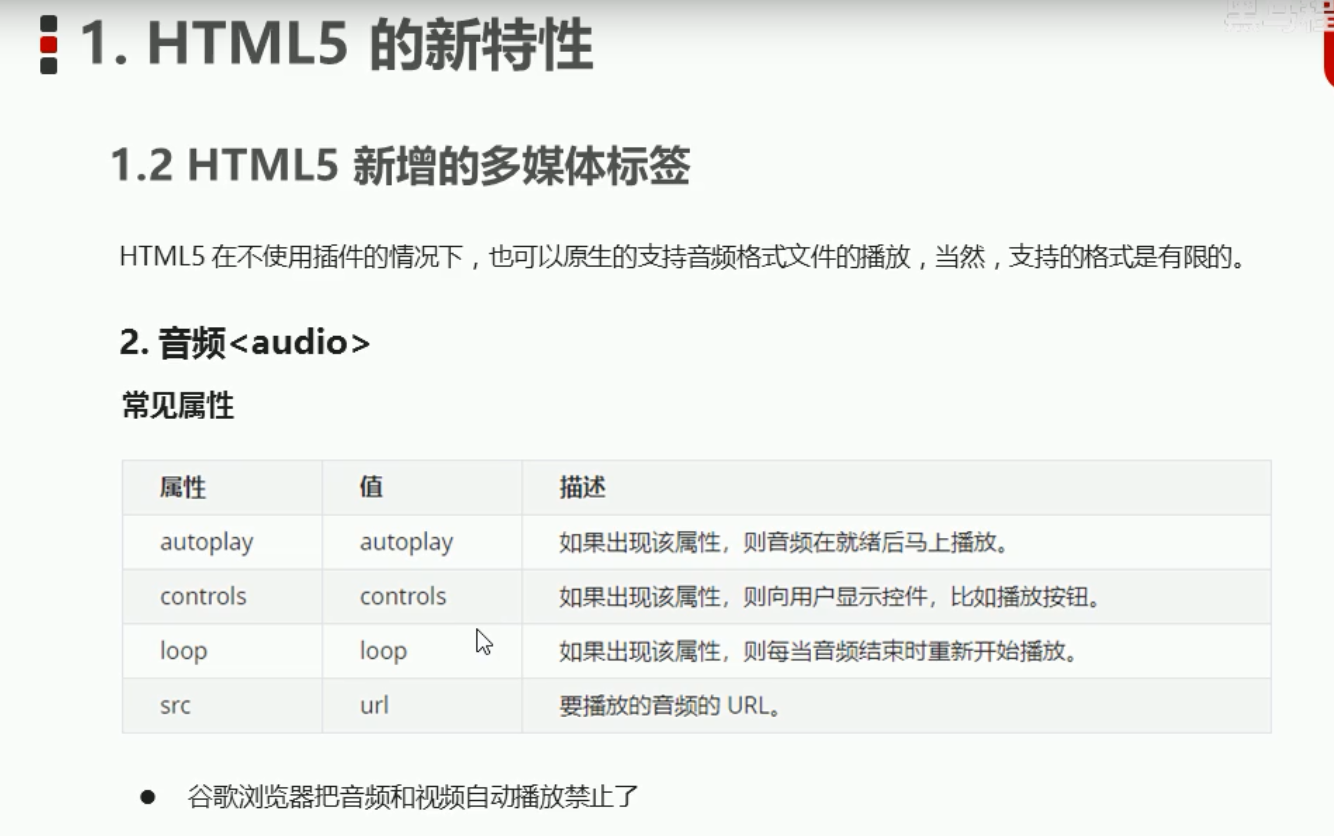 1. HTML5 的新特性
1.2 HTML5 新增的多媒体标签
HTML5 在不使用插件的情况下，也可以原生的支持音频格式文件的播放，当然，支持的格式是有限的。
2. 音频<audio>
常见属性
属性 值 描述
autoplay autoplay 如果出现该属性，则音频在就绪后马上播放。
controls controls 如果出现该属性，则向用户显示控件，比如播放按钮。
loop loop 如果出现该属性，则每当音频结束时重新开始播放。
src url 要播放的音频的 URL。
● 谷歌浏览器把音频和视频自动播放禁止了